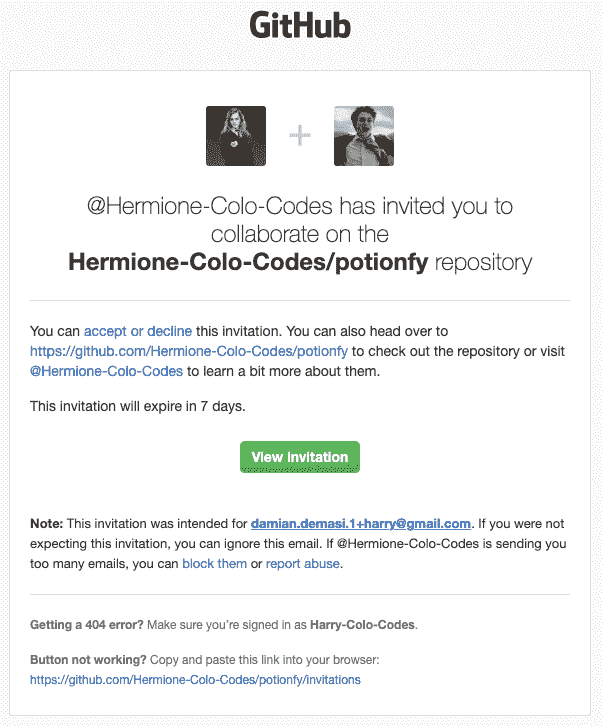 GitHub
@Hermione-Colo-Codes has invited you to
collaborate on the
Hermione-Colo-Codes/potionfy repository
You can accept or decline this invitation. You can also head over to
https://github.com/Hermione-Colo-Codes/potionfy to check out the repository or visit
@Hermione-Colo-Codes to learn a bit more about them.
This invitation will expire in 7 days.
View invitation
Note: This invitation was intended for damian.demasi.1+harry@gmail.com. If you were not
expecting this invitation, you can ignore this email. If @Hermione-Colo-Codes is sending you
too many emails, you can block them or report abuse.
Getting a 404 error? Make sure you’re signed in as Harry-Colo-Codes.
Button not working? Copy and paste this link into your browser:
https://github.com/Hermione-Colo-Codes/potionfy/invitations